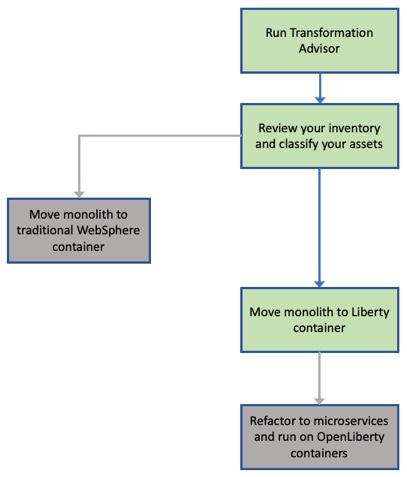 Run Transformation
Advisor
Review your inventory
and classify your assets
Move monolith to
traditional WebSphere
container
Move monolith to Liberty
container
Refactor to microservices
and run on OpenLiberty
containers